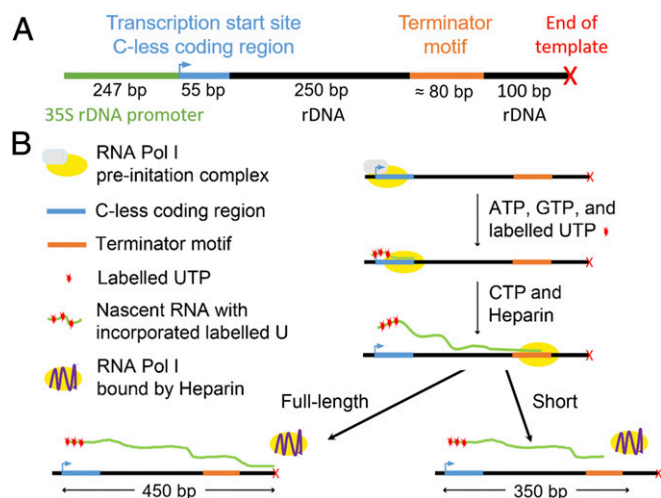 A
Transcription start site
C-less coding region
Terminator
motif
End of
template
X
247 bp
55 bp
250 bp
≈ 80 bp
100 bp
35S rDNA promoter
rDNA
rDNA
B
RNA Pol I
pre-initation complex
C-less coding region
Terminator motif
Labelled UTP
Nascent RNA with
incorporated labelled U
RNA Pol I
bound by Heparin
X
ATP, GTP, and
labelled UTP
X
CTP and
Heparin
X
Full-length
Short
X
450 bp
X
350 bp